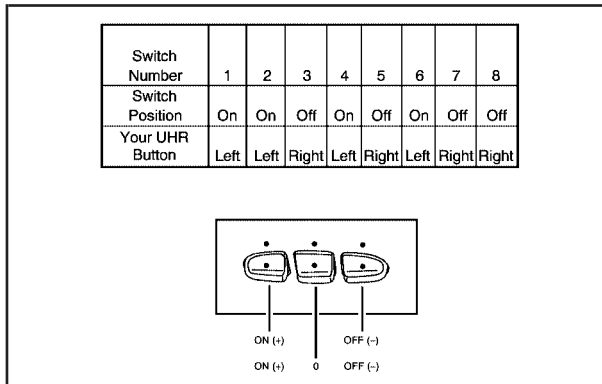 Switch
Number 1 2 3 4 5 6 7 8
Switch
Position On On Off On Off On Off Off
Your UHR
Button Left Left Right Left Right Left Right Right
ON (+) OFF (-)
ON (+) 0 OFF (-)